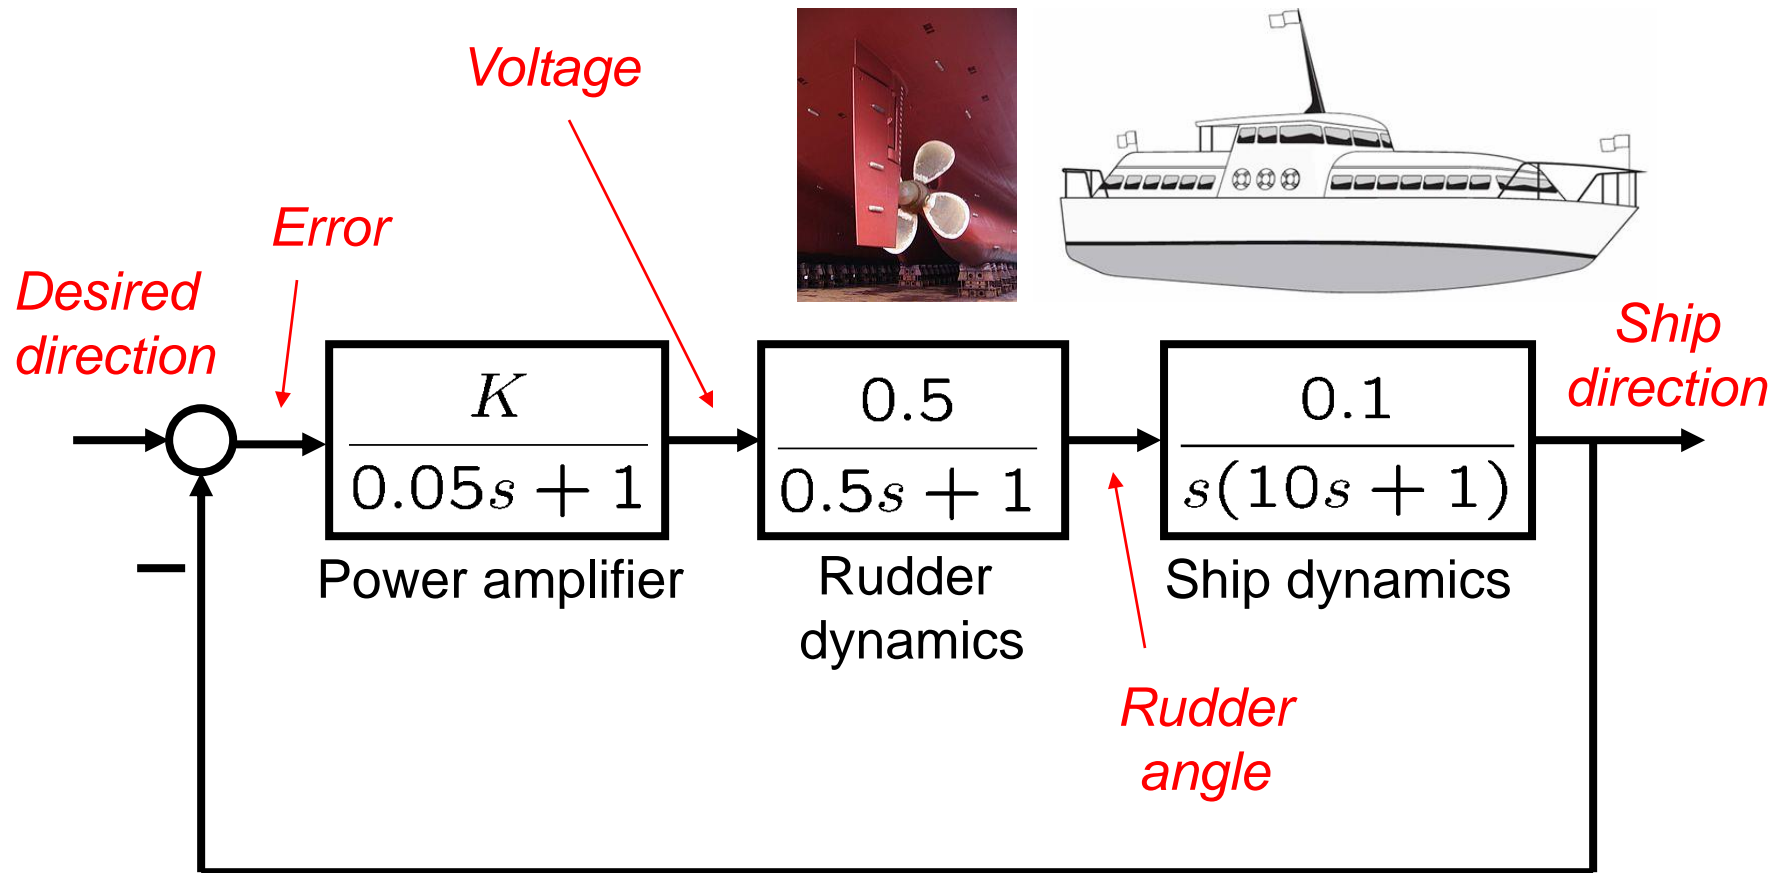 Voltage
Error
Desired
direction
Ship
direction
K
0.05s + 1
0.5
0.5s + 1
0.1
s(10s + 1)
−
Power amplifier
Rudder
dynamics
Ship dynamics
Rudder
angle